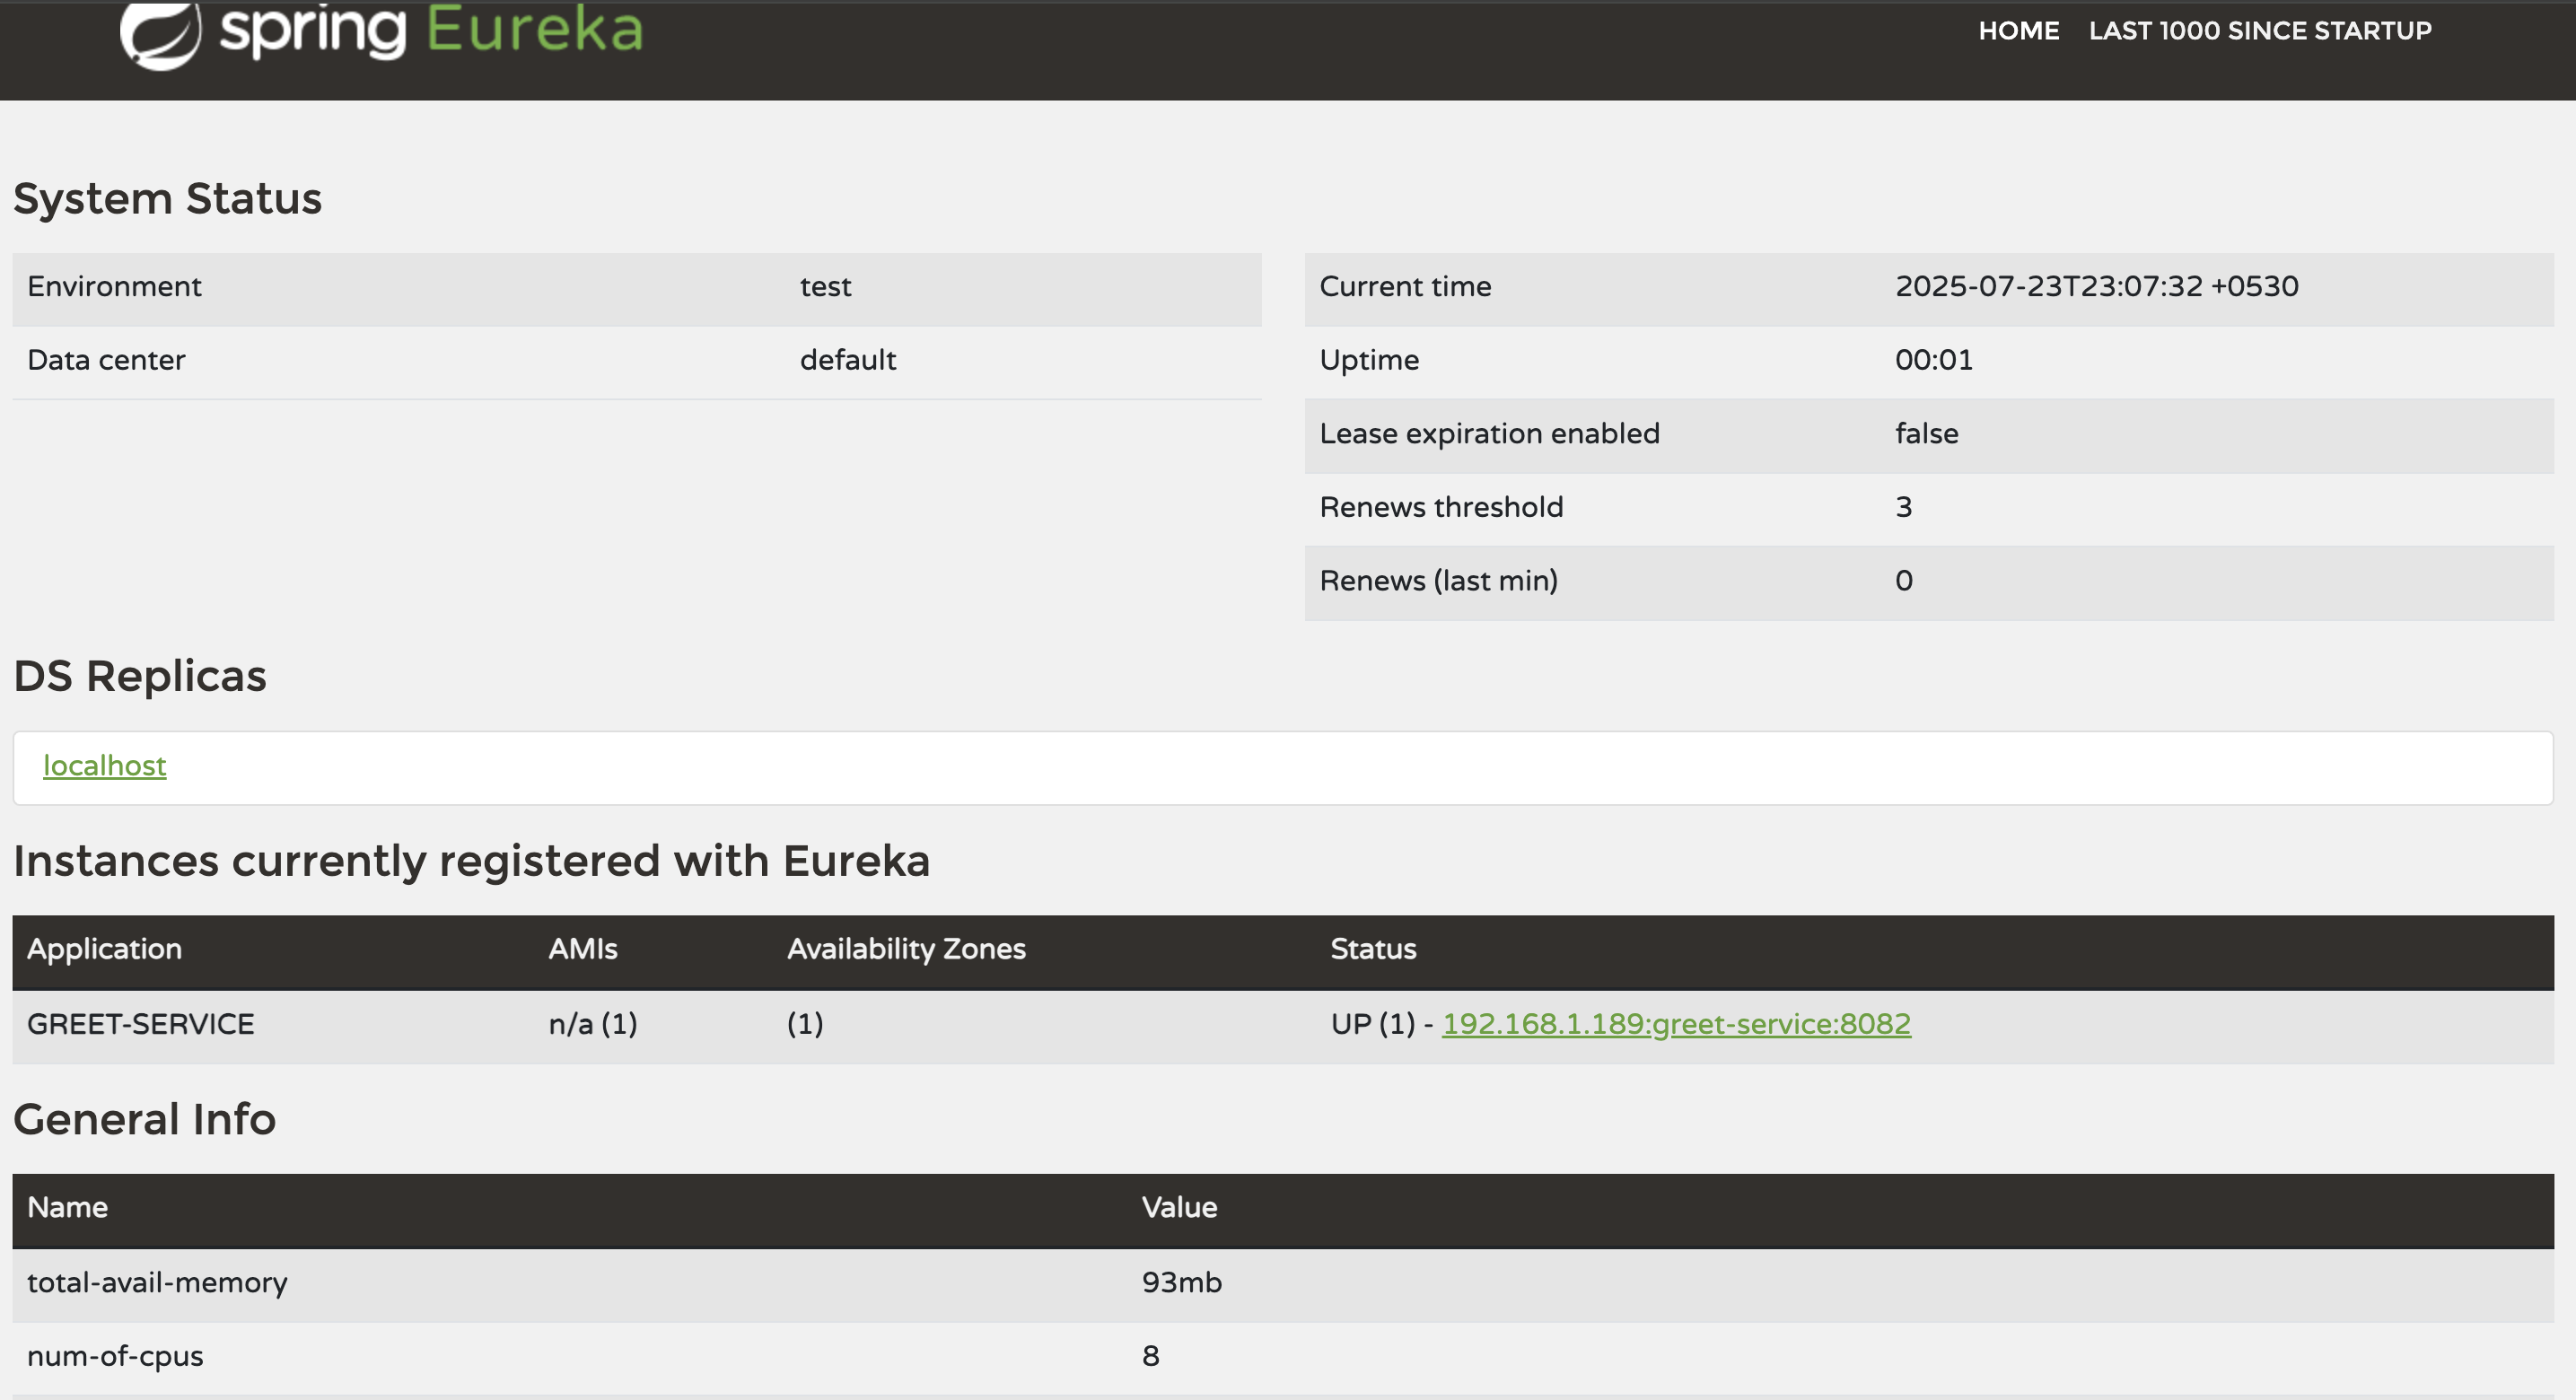 spring Eureka HOME LAST 1000 SINCE STARTUP
System Status
Environment test
Data center default
Current time 2025-07-23T23:07:32 +0530
Uptime 00:01
Lease expiration enabled false
Renews threshold 3
Renews (last min) 0
DS Replicas
localhost
Instances currently registered with Eureka
Application AMIs Availability Zones Status
GREET-SERVICE n/a (1) (1) UP (1) - 192.168.1.189:greet-service:8082
General Info
Name Value
total-avail-memory 93mb
num-of-cpus 8